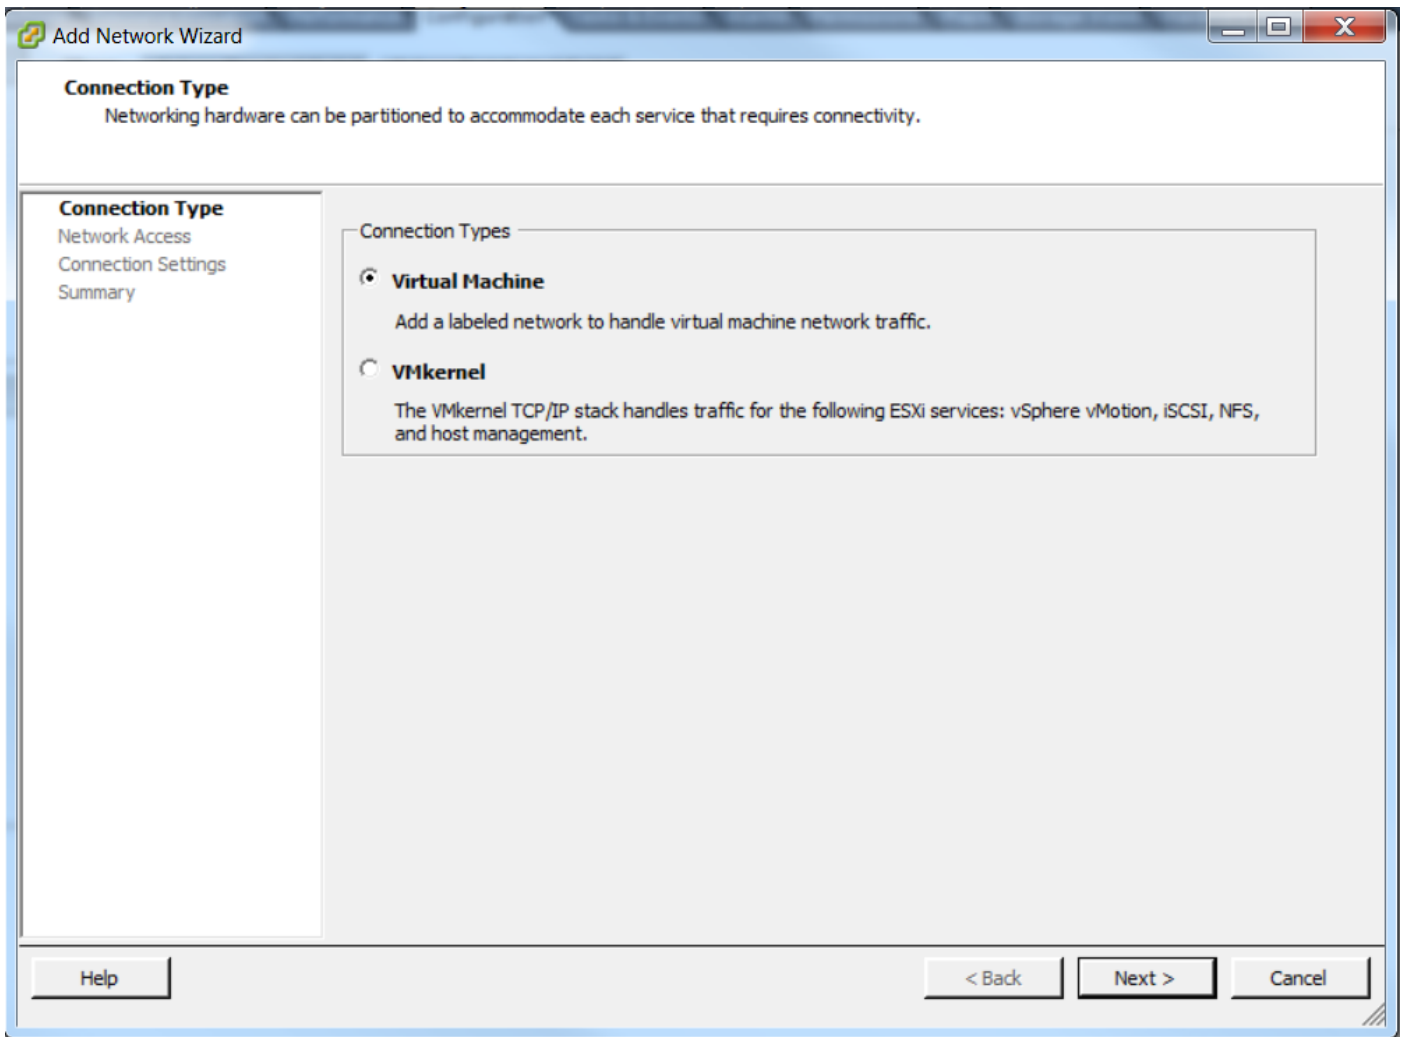 Configuration
Add Network Wizard
Connection Type
Networking hardware can be partitioned to accommodate each service that requires connectivity.
Connection Type
Network Access
Connection Settings
Summary
Connection Types
Virtual Machine
Add a labeled network to handle virtual machine network traffic.
VMkernel
The VMkernel TCP/IP stack handles traffic for the following ESXi services: vSphere vMotion, iSCSI, NFS,
and host management.
Help
< Back
Next >
Cancel